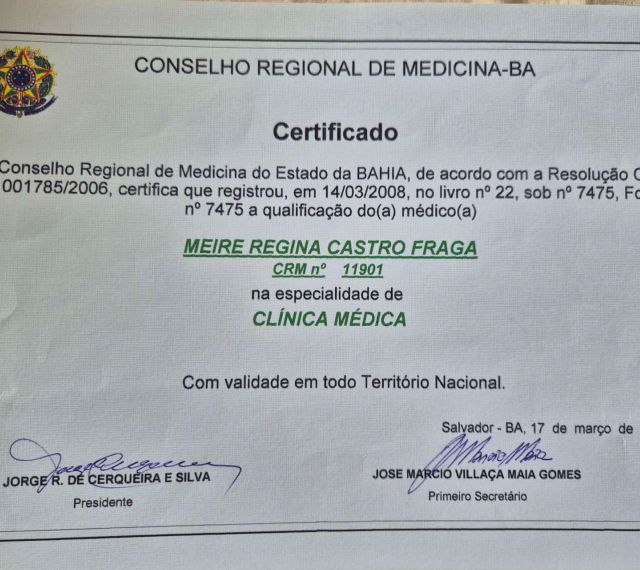 CONSELHO REGIONAL DE MEDICINA-BA
Certificado
Conselho Regional de Medicina do Estado da BAHIA, de acordo com a Resolução
001785/2006, certifica que registrou, em 14/03/2008, no livro nº 22, sob nº 7475,
nº 7475 a qualificação do(a) médico(a)
MEIRE REGINA CASTRO FRAGA
CRM nº 11901
na especialidade de
CLÍNICA MÉDICA
Com validade em todo Território Nacional.
Salvador - BA, 17 de março de
JORGE R. DE CERQUEIRA E SILVA
Presidente
JOSE MARCIO VILLAÇA MAIA GOMES
Primeiro Secretário